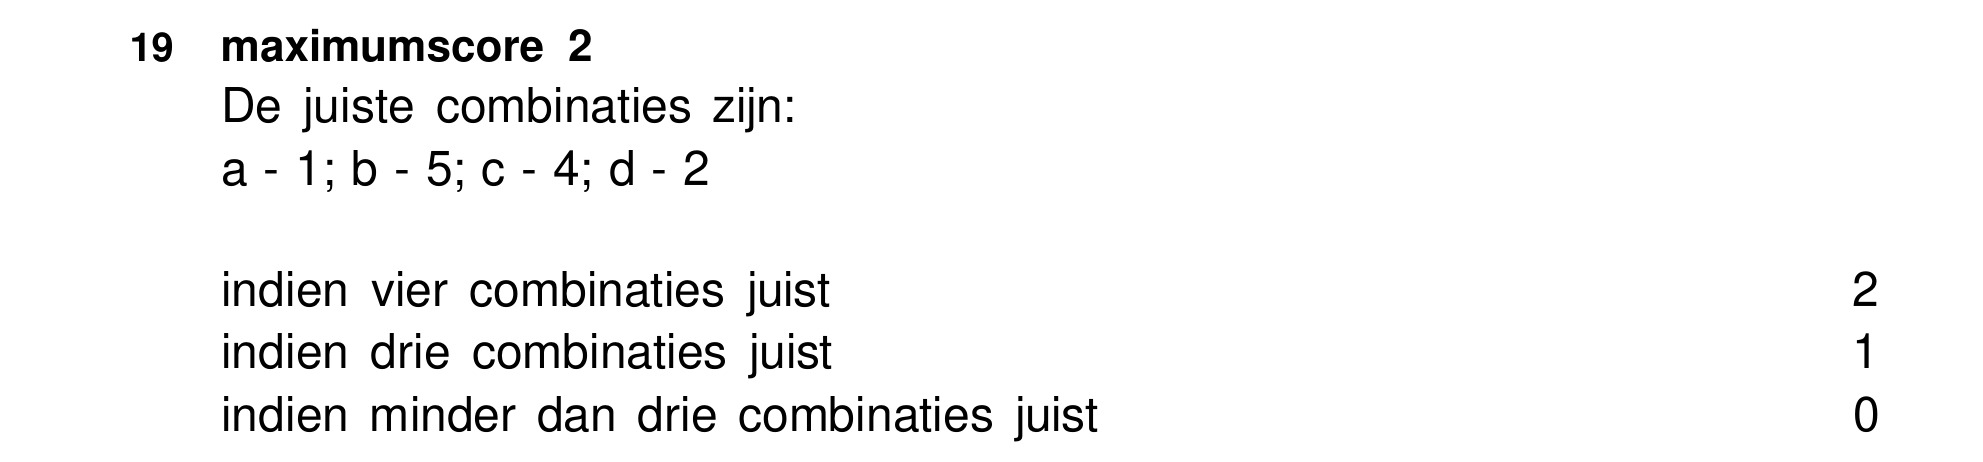 19 maximumscore 2
De juiste combinaties zijn:
a - 1; b - 5; c - 4; d - 2
indien vier combinaties juist 2
indien drie combinaties juist 1
indien minder dan drie combinaties juist 0